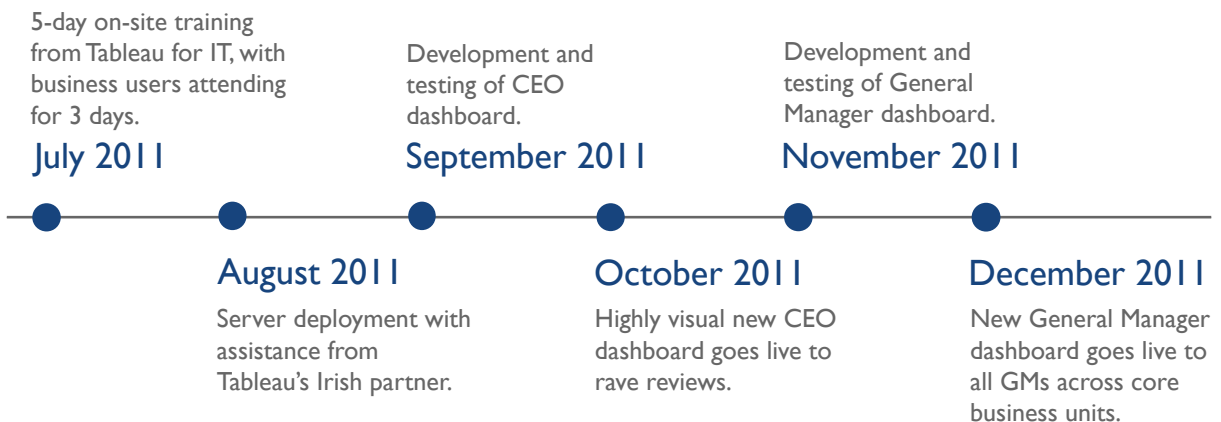 5-day on-site training
from Tableau for IT, with
business users attending
for 3 days.
July 2011
August 2011
Server deployment with
assistance from
Tableau’s Irish partner.
Development and
testing of CEO
dashboard.
September 2011
October 2011
Highly visual new CEO
dashboard goes live to
rave reviews.
Development and
testing of General
Manager dashboard.
November 2011
December 2011
New General Manager
dashboard goes live to
all GMs across core
business units.